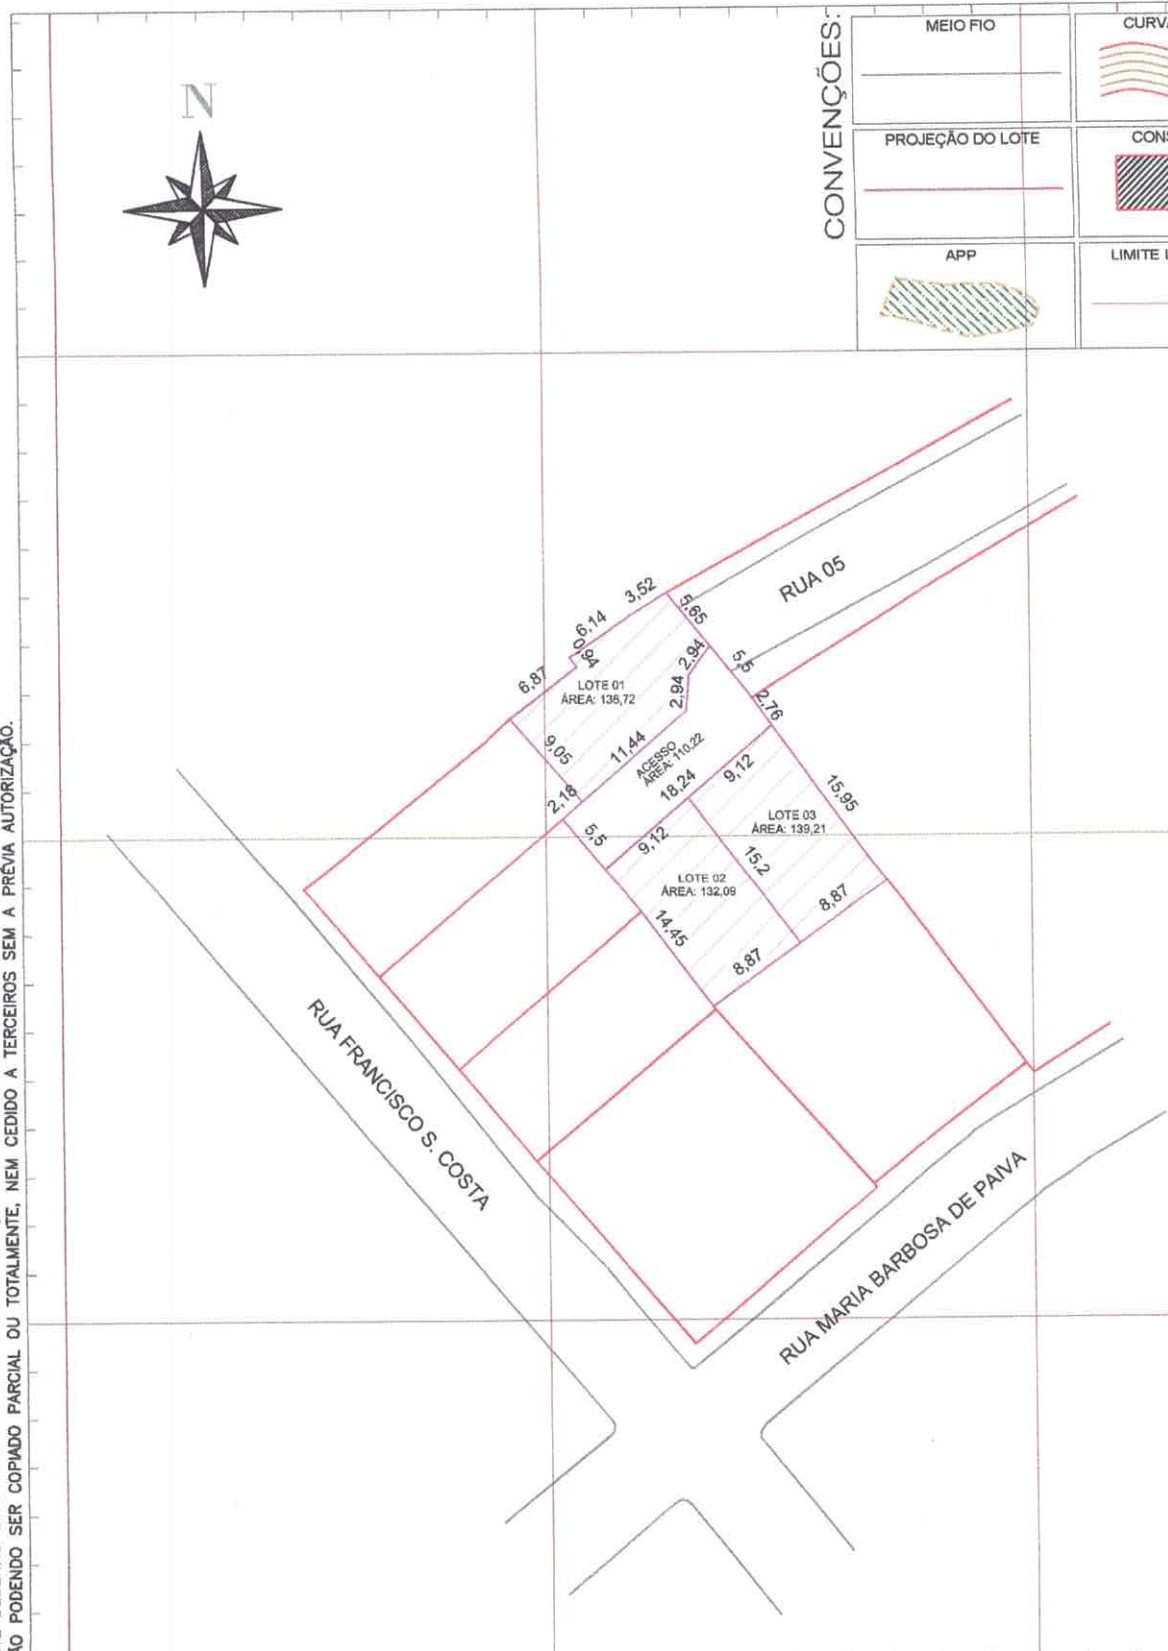 N
CONVENÇÕES:
MEIO FIO
PROJEÇÃO DO LOTE
CONS
APP
LIMITE
RUA 05
3,52
5,65
6,14
0,94
2,94
5,5
6,87
LOTE 01
ÁREA: 136,72
2,94
2,76
9,05
11,44
ACESSO
ÁREA: 110,22
9,12
2,18
18,24
15,95
5,5
9,12
LOTE 03
ÁREA: 139,21
15,2
LOTE 02
ÁREA: 132,09
8,87
14,45
8,87
RUA FRANCISCO S. COSTA
RUA MARIA BARBOSA DE PAIVA
ÃO PODENDO SER COPIADO PARCIAL OU TOTALMENTE, NEM CEDIDO A TERCEIROS SEM A PRÉVIA AUTORIZAÇÃO.